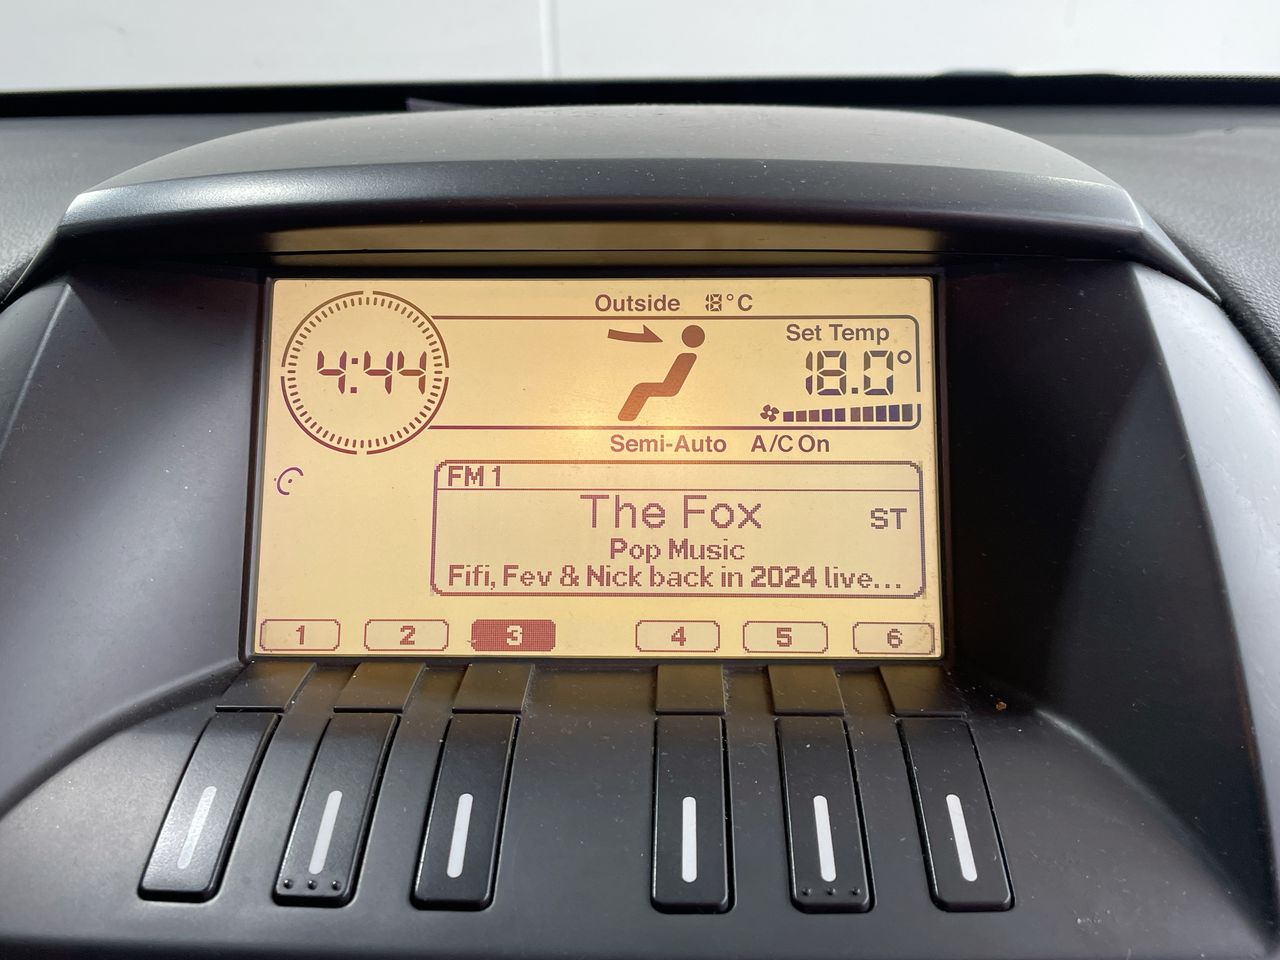 Outside 18°C
4:44
Set Temp
18.0°
Semi-Auto A/C On
FM 1
The Fox
ST
Pop Music
Fifi, Fev & Nick back in 2024 live...
1 2 3 4 5 6